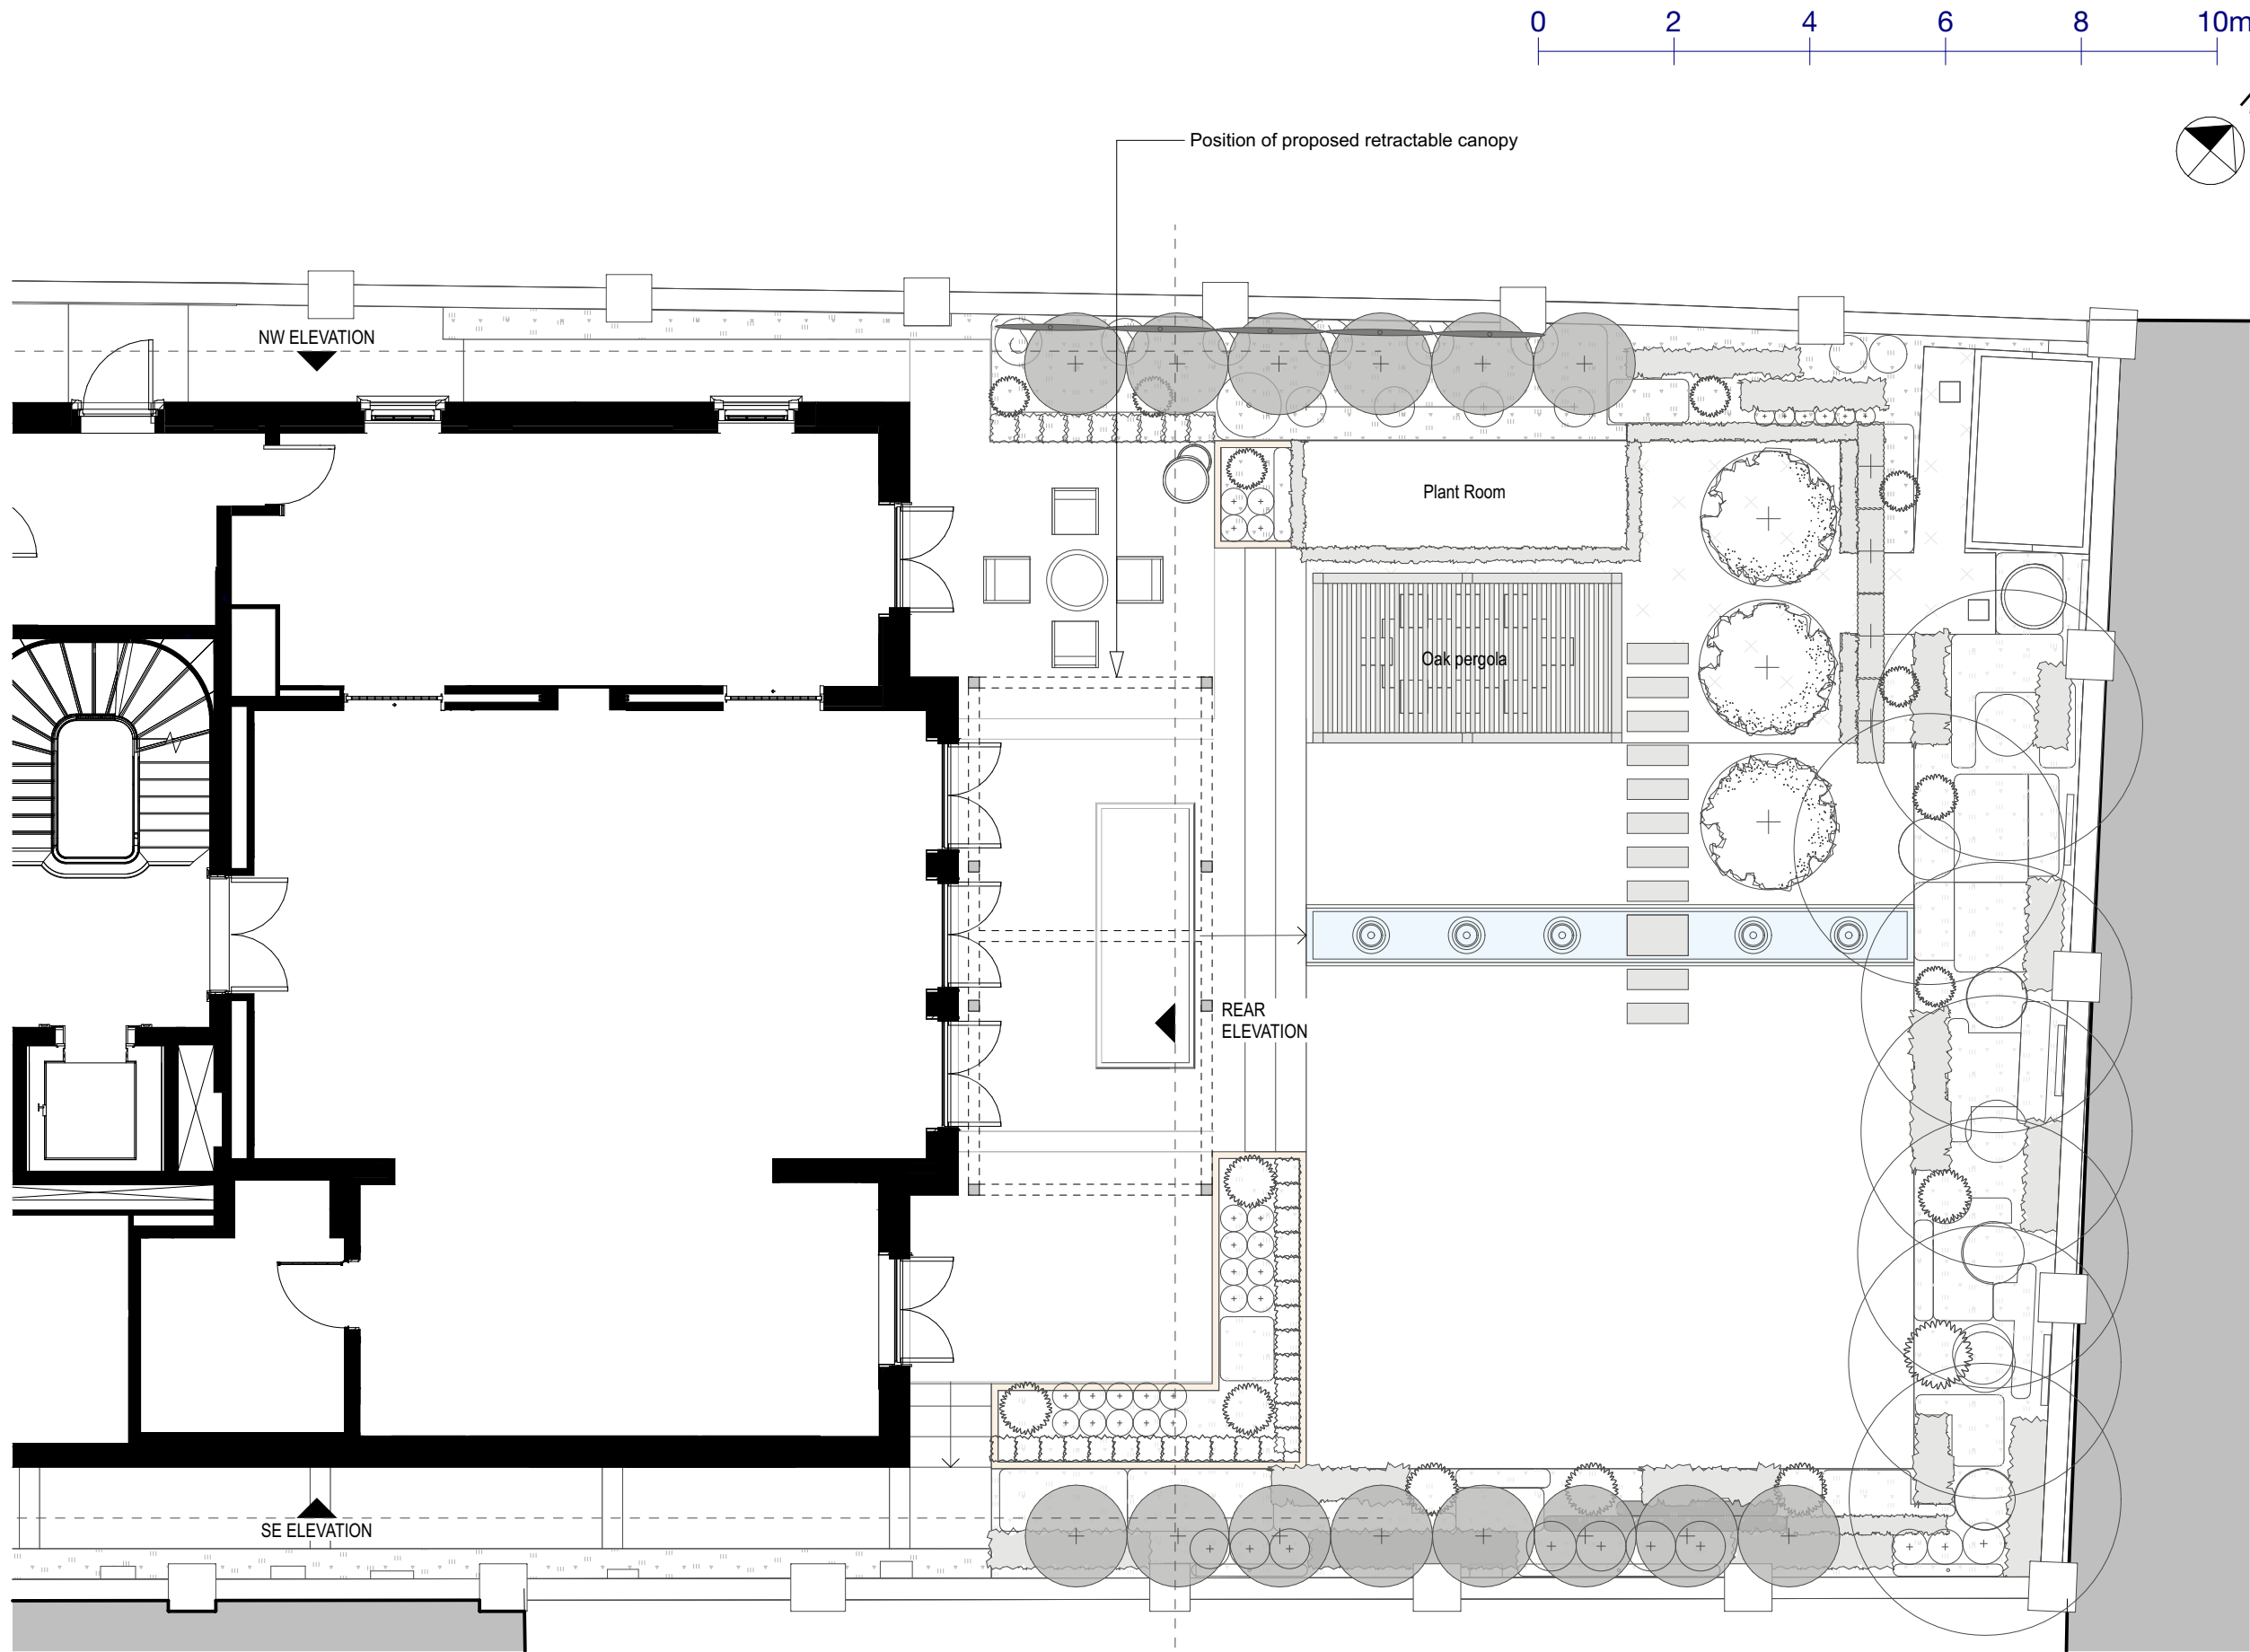 0 2 4 6 8 10m
Position of proposed retractable canopy
NW ELEVATION
Plant Room
Oak pergola
REAR
ELEVATION
SE ELEVATION